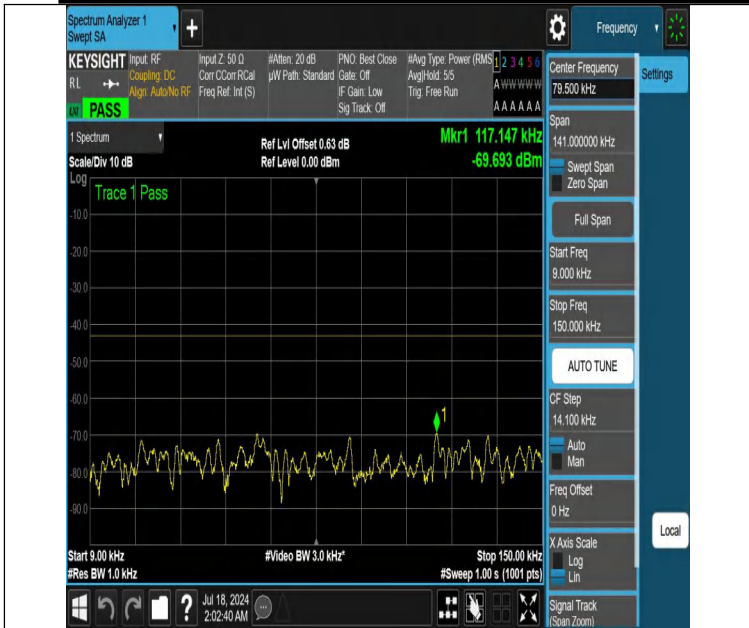 Spectrum Analyzer 1
Swept SA
+
Frequency
KEYSIGHT
RL
PASS
Input: RF
Coupling: DC
Align: Auto/No RF
Input Z: 50 Ω
Corr CCorr RCal
Freq Ref: Int (S)
#Atten: 20 dB
µW Path: Standard
PNO: Best Close
Gate: Off
IF Gain: Low
Sig Track: Off
#Avg Type: Power (RMS
Avg|Hold: 5/5
Trig: Free Run
1 2 3 4 5 6
A W W W W W
A A A A A A
1 Spectrum
Scale/Div 10 dB
Ref Lvl Offset 0.63 dB
Ref Level 0.00 dBm
Mkr1 117.147 kHz
-69.693 dBm
Log
Trace 1 Pass
-10.0
-20.0
-30.0
-40.0
-50.0
-60.0
-70.0
-80.0
-90.0
1
Start 9.00 kHz
#Res BW 1.0 kHz
#Video BW 3.0 kHz*
Stop 150.00 kHz
#Sweep 1.00 s (1001 pts)
Jul 18, 2024
2:02:40 AM
?
Center Frequency
79.500 kHz
Settings
Span
141.000000 kHz
Swept Span
Zero Span
Full Span
Start Freq
9.000 kHz
Stop Freq
150.000 kHz
AUTO TUNE
CF Step
14.100 kHz
Auto
Man
Freq Offset
0 Hz
X Axis Scale
Log
Lin
Local
Signal Track
(Span Zoom)